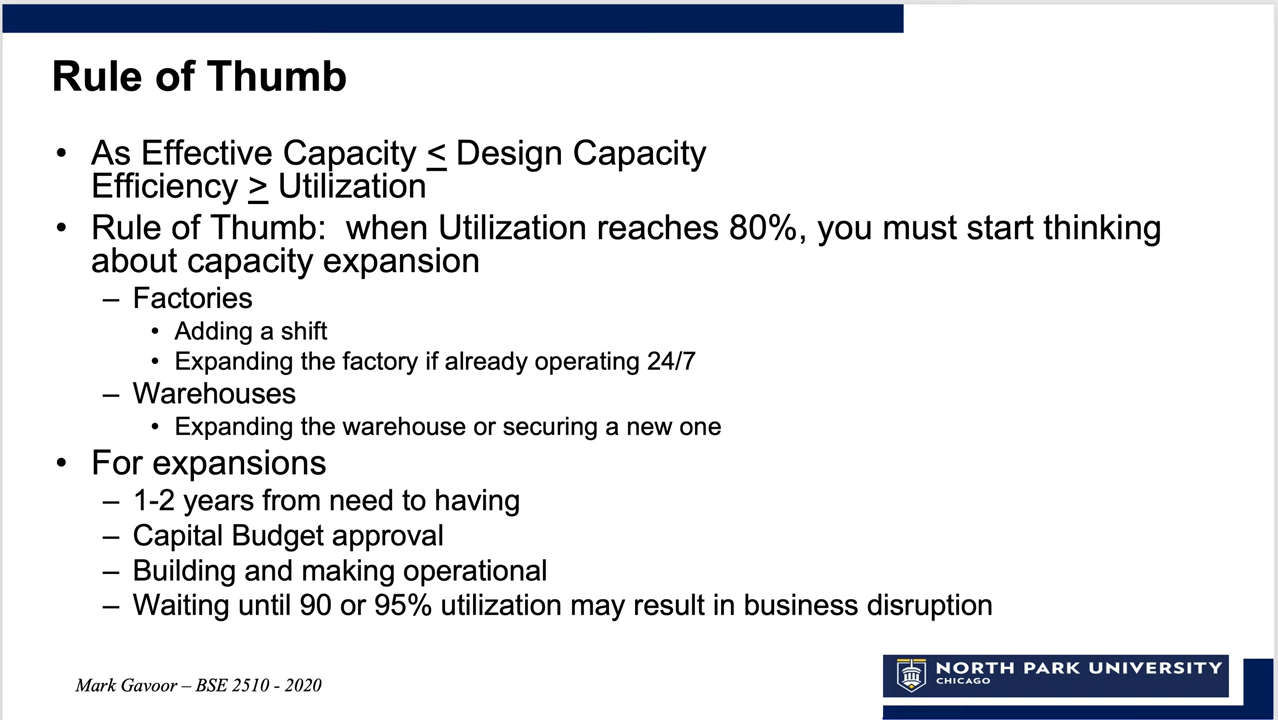 Rule of Thumb
• As Effective Capacity ≤ Design Capacity
Efficiency ≥ Utilization
• Rule of Thumb:  when Utilization reaches 80%, you must start thinking
about capacity expansion
– Factories
• Adding a shift
• Expanding the factory if already operating 24/7
– Warehouses
• Expanding the warehouse or securing a new one
• For expansions
– 1-2 years from need to having
– Capital Budget approval
– Building and making operational
– Waiting until 90 or 95% utilization may result in business disruption
Mark Gavoor – BSE 2510 - 2020
NORTH PARK UNIVERSITY
CHICAGO